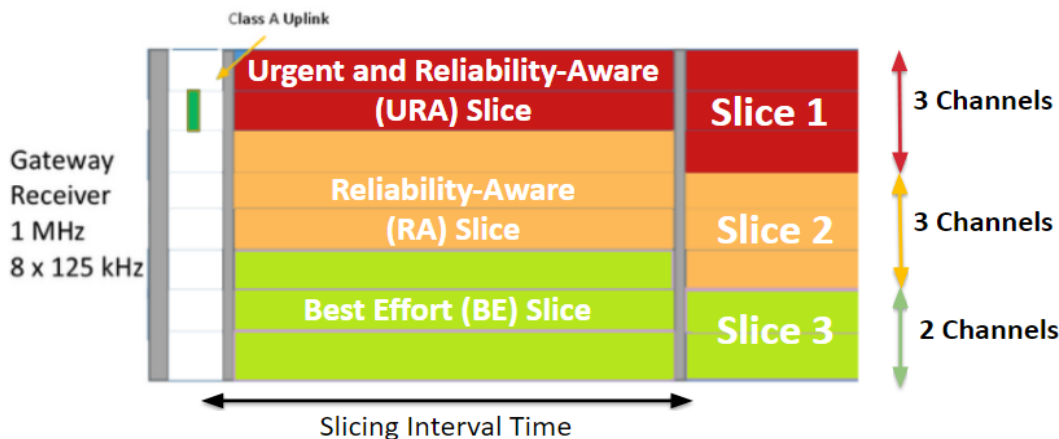 Class A Uplink
Urgent and Reliability-Aware
(URA) Slice
Slice 1
3 Channels
Gateway
Receiver
1 MHz
8 x 125 kHz
Reliability-Aware
(RA) Slice
Slice 2
3 Channels
Best Effort (BE) Slice
Slice 3
2 Channels
Slicing Interval Time